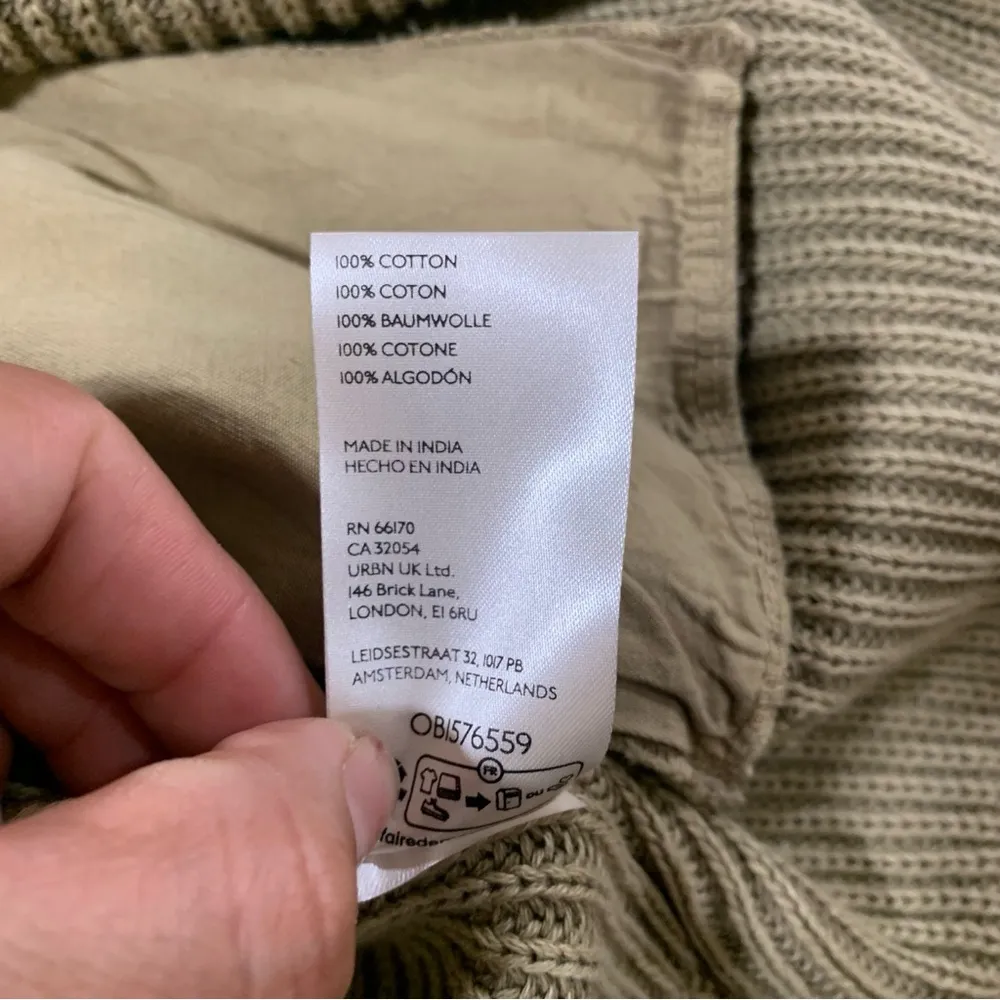 100% COTTON
100% COTON
100% BAUMWOLLE
100% COTONE
100% ALGODÓN
MADE IN INDIA
HECHO EN INDIA
RN 66170
CA 32054
URBN UK Ltd.
146 Brick Lane,
LONDON, E1 6RU
LEIDSESTRAAT 32, 1017 PB
AMSTERDAM, NETHERLANDS
OB1576559
FR
OU